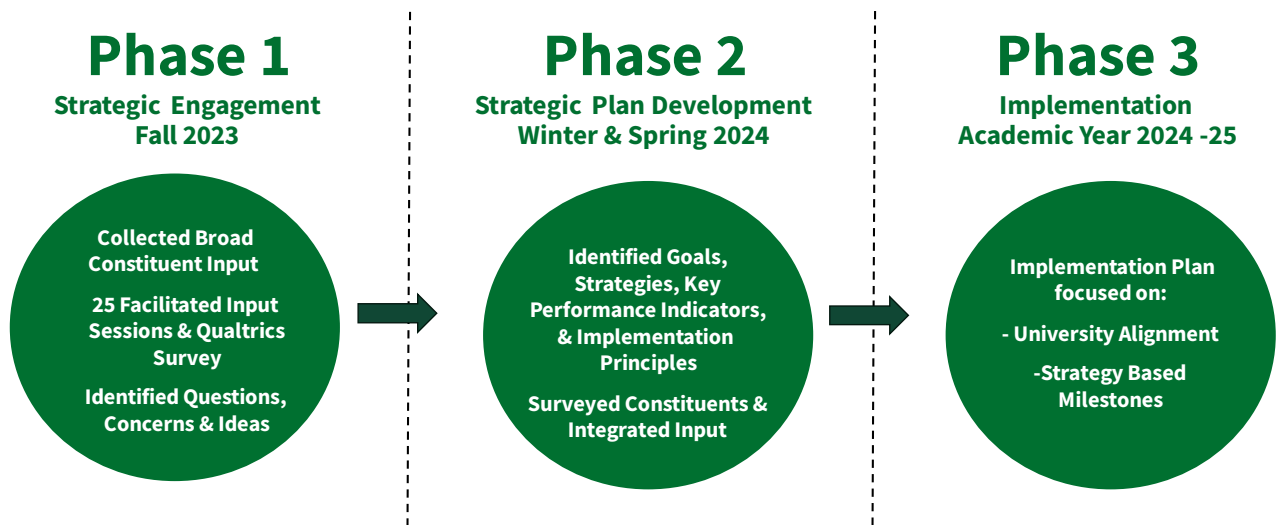 Phase 1
Strategic  Engagement
Fall 2023
Collected Broad
Constituent Input
25 Facilitated Input
Sessions & Qualtrics
Survey
Identified Questions,
Concerns & Ideas
Phase 2
Strategic  Plan Development
Winter & Spring 2024
Identified Goals,
Strategies, Key
Performance Indicators,
& Implementation
Principles
Surveyed Constituents &
Integrated Input
Phase 3
Implementation
Academic Year 2024 -25
Implementation Plan
focused on:
- University Alignment
-Strategy Based
Milestones